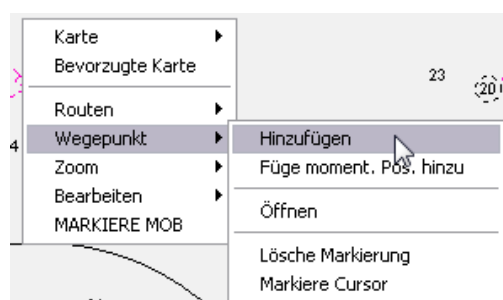 Karte
Bevorzugte Karte
23
20
Routen
4
Wegepunkt
Hinzufügen
Zoom
Füge moment. Pos. hinzu
Bearbeiten
Öffnen
MARKIERE MOB
Lösche Markierung
Markiere Cursor